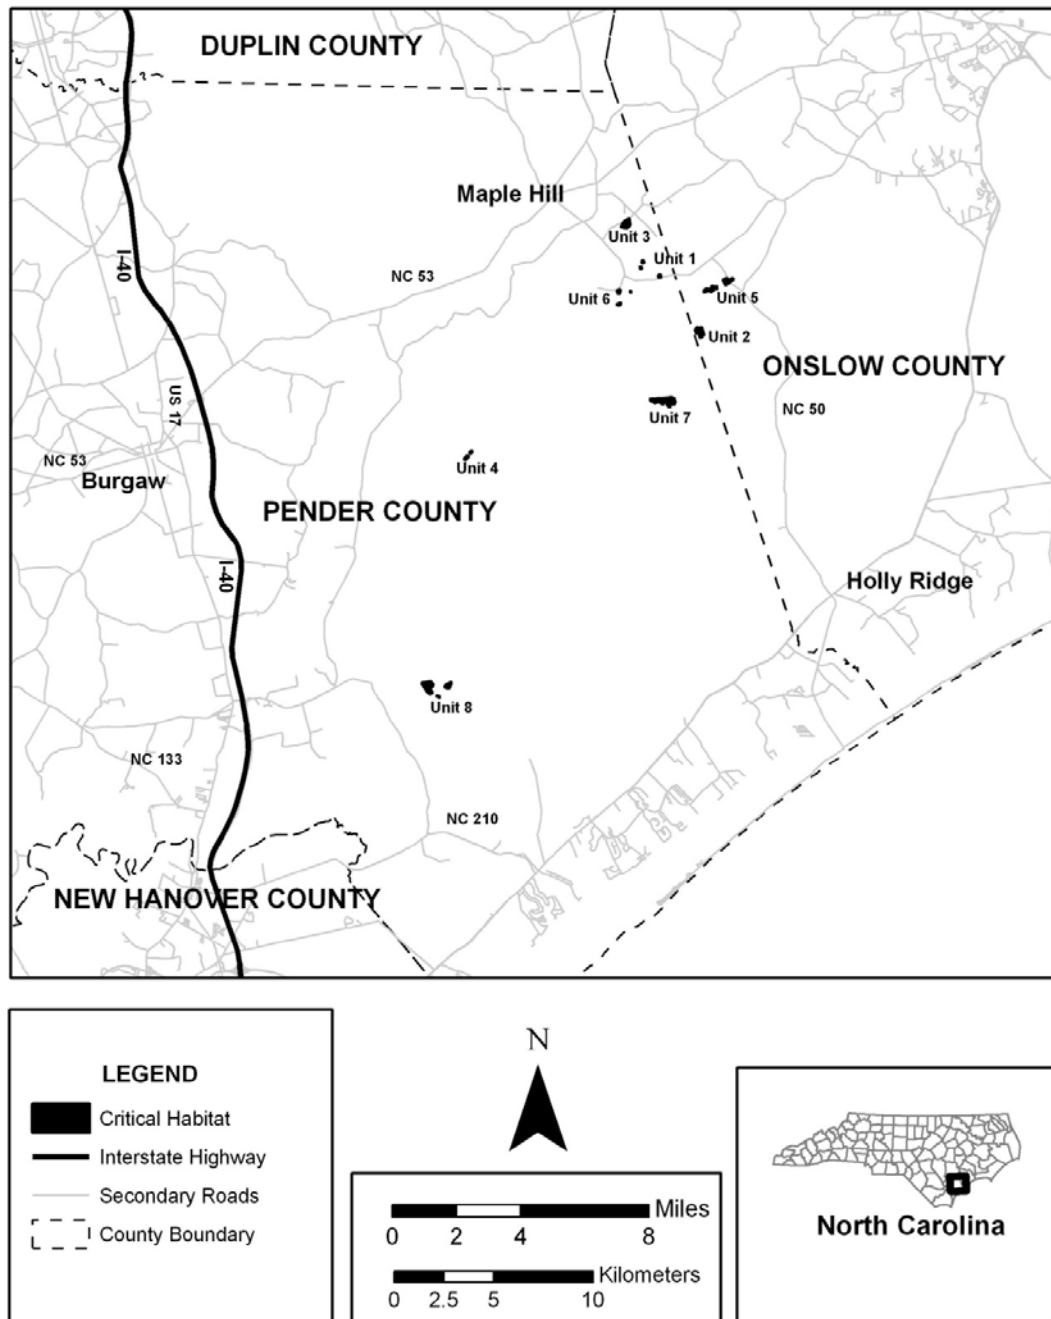 DUPLIN COUNTY
Maple Hill
Unit 3
Unit 1
I-40
NC 53
Unit 6
Unit 5
Unit 2
ONSLOW COUNTY
US 17
NC 50
Unit 7
NC 53
Unit 4
Burgaw
PENDER COUNTY
I-40
Holly Ridge
Unit 8
NC 133
NC 210
NEW HANOVER COUNTY
N
LEGEND
Critical Habitat
Interstate Highway
Secondary Roads
County Boundary
Miles
0 2 4 8
Kilometers
0 2.5 5 10
North Carolina